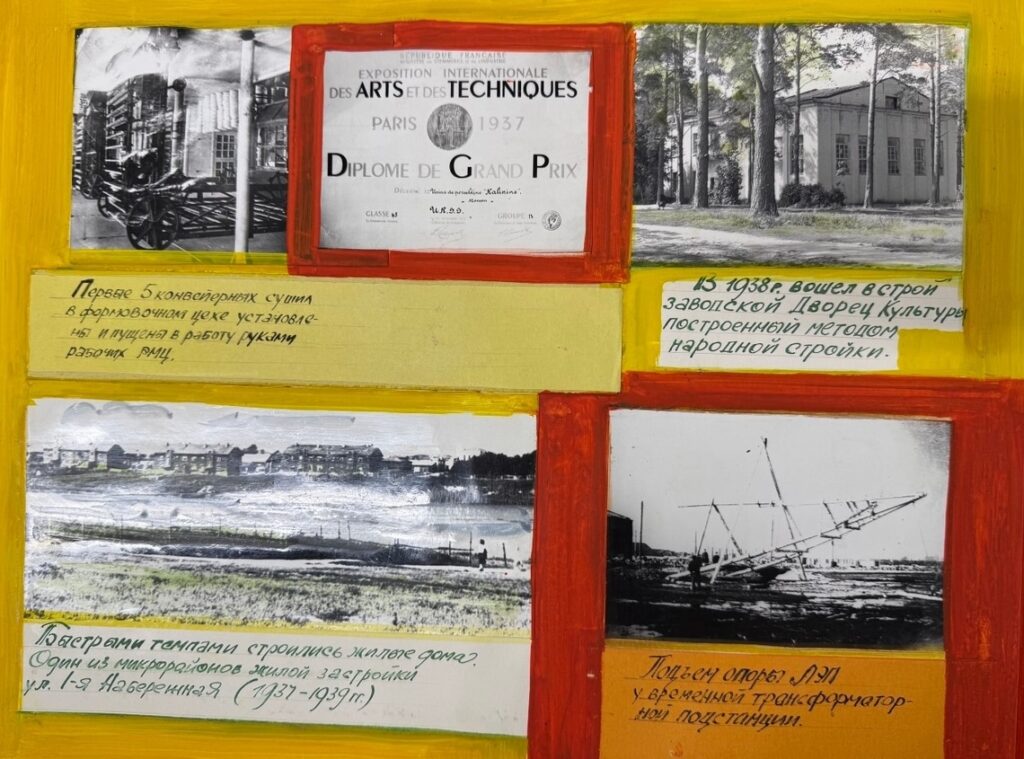 RÉPUBLIQUE FRANÇAISE
EXPOSITION INTERNATIONALE
DES ARTS ET DES TECHNIQUES
PARIS 1937
DIPLOME DE GRAND PRIX
Kalinine
CLASSE GROUPE
Первые 5 конвейерных сушил
в формовочном цехе установле-
ны и пущены в работу руками
рабочих РМЦ.
В 1938 г. вошел в строй
заводской Дворец Культуры
построенный методом
народной стройки.
Быстрыми темпами строились жилые дома.
Один из микрорайонов жилой застройки
ул. 1-я Набережная (1937-1939 гг.)
Подъем опоры ЛЭП
у временной трансформатор-
ной подстанции.